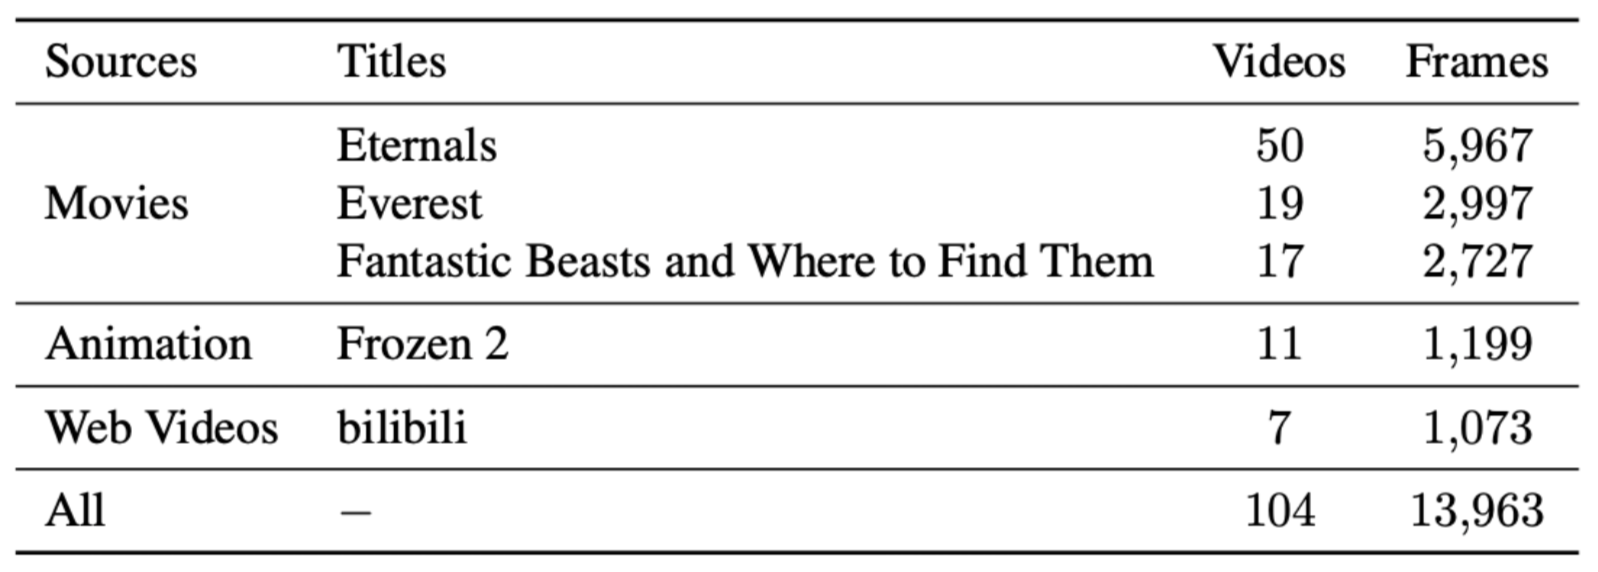 Sources Titles Videos Frames
Eternals 50 5,967
Movies Everest 19 2,997
Fantastic Beasts and Where to Find Them 17 2,727
Animation Frozen 2 11 1,199
Web Videos bilibili 7 1,073
All – 104 13,963